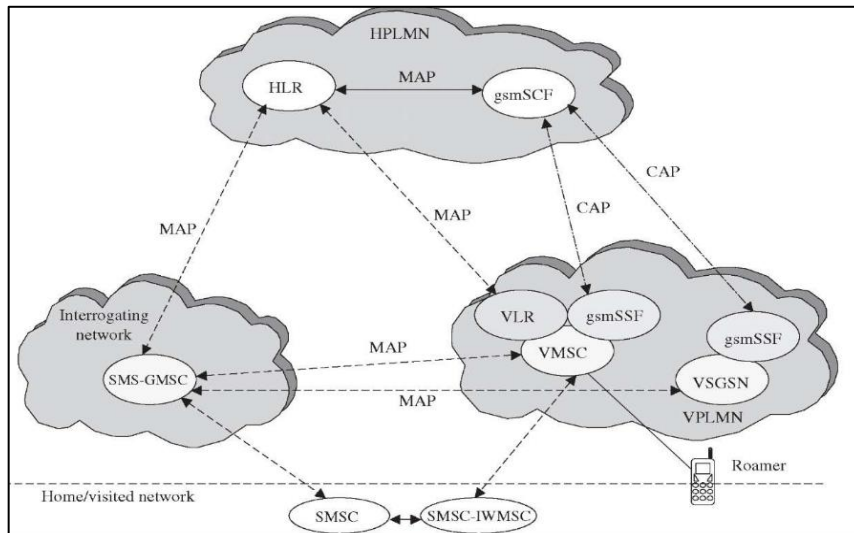 HPLMN
HLR
MAP
gsmSCF
CAP
CAP
MAP
MAP
Interrogating
network
VLR
gsmSSF
gsmSSF
MAP
VMSC
SMS-GMSC
VSGSN
MAP
VPLMN
Roamer
Home/visited network
SMSC
SMSC-IWMSC